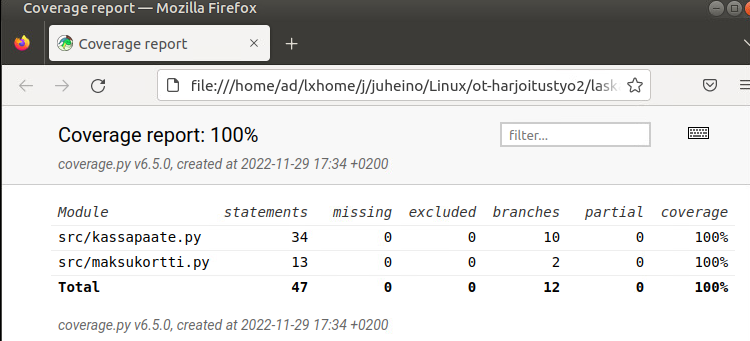 Coverage report — Mozilla Firefox
Coverage report
file:///home/ad/lxhome/j/juheino/Linux/ot-harjoitustyo2/lask
Coverage report: 100%
filter...
coverage.py v6.5.0, created at 2022-11-29 17:34 +0200
Module statements missing excluded branches partial coverage
src/kassapaate.py 34 0 0 10 0 100%
src/maksukortti.py 13 0 0 2 0 100%
Total 47 0 0 12 0 100%
coverage.py v6.5.0, created at 2022-11-29 17:34 +0200